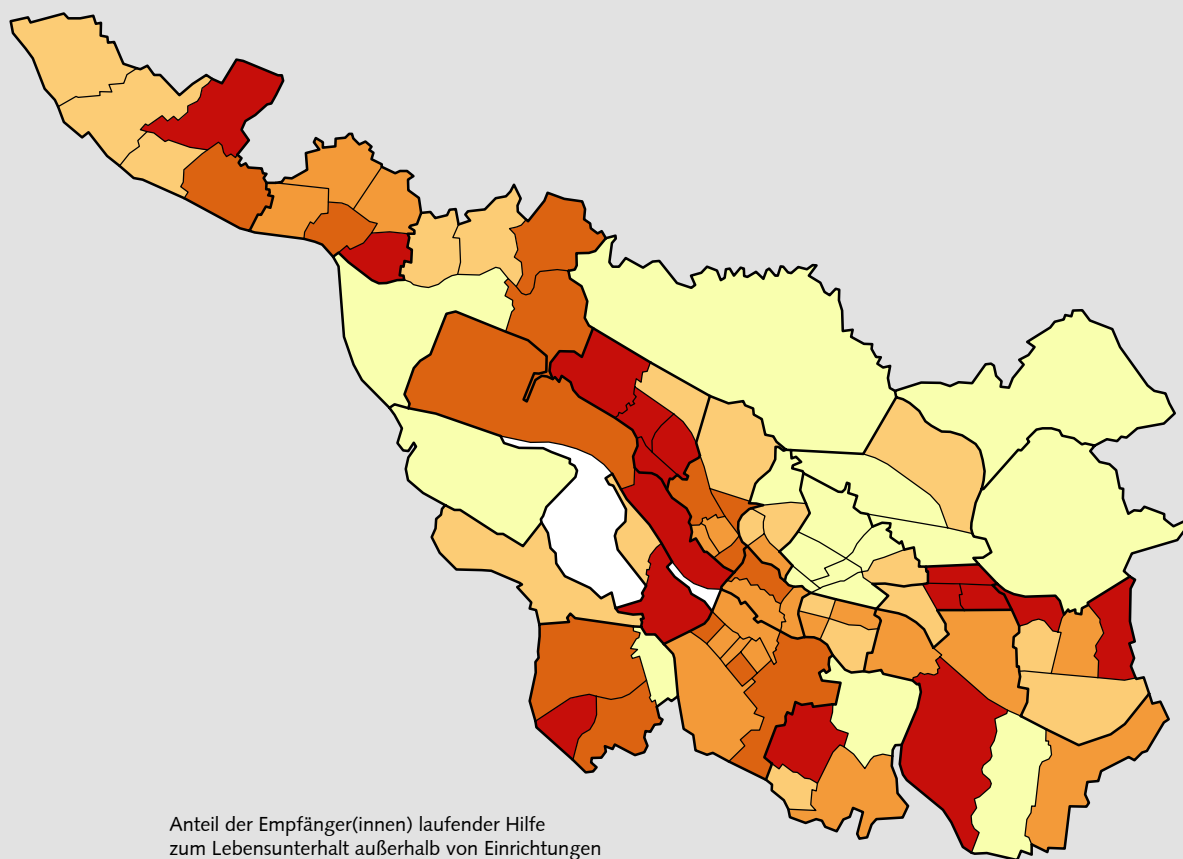 Anteil der Empfänger(innen) laufender Hilfe
zum Lebensunterhalt außerhalb von Einrichtungen